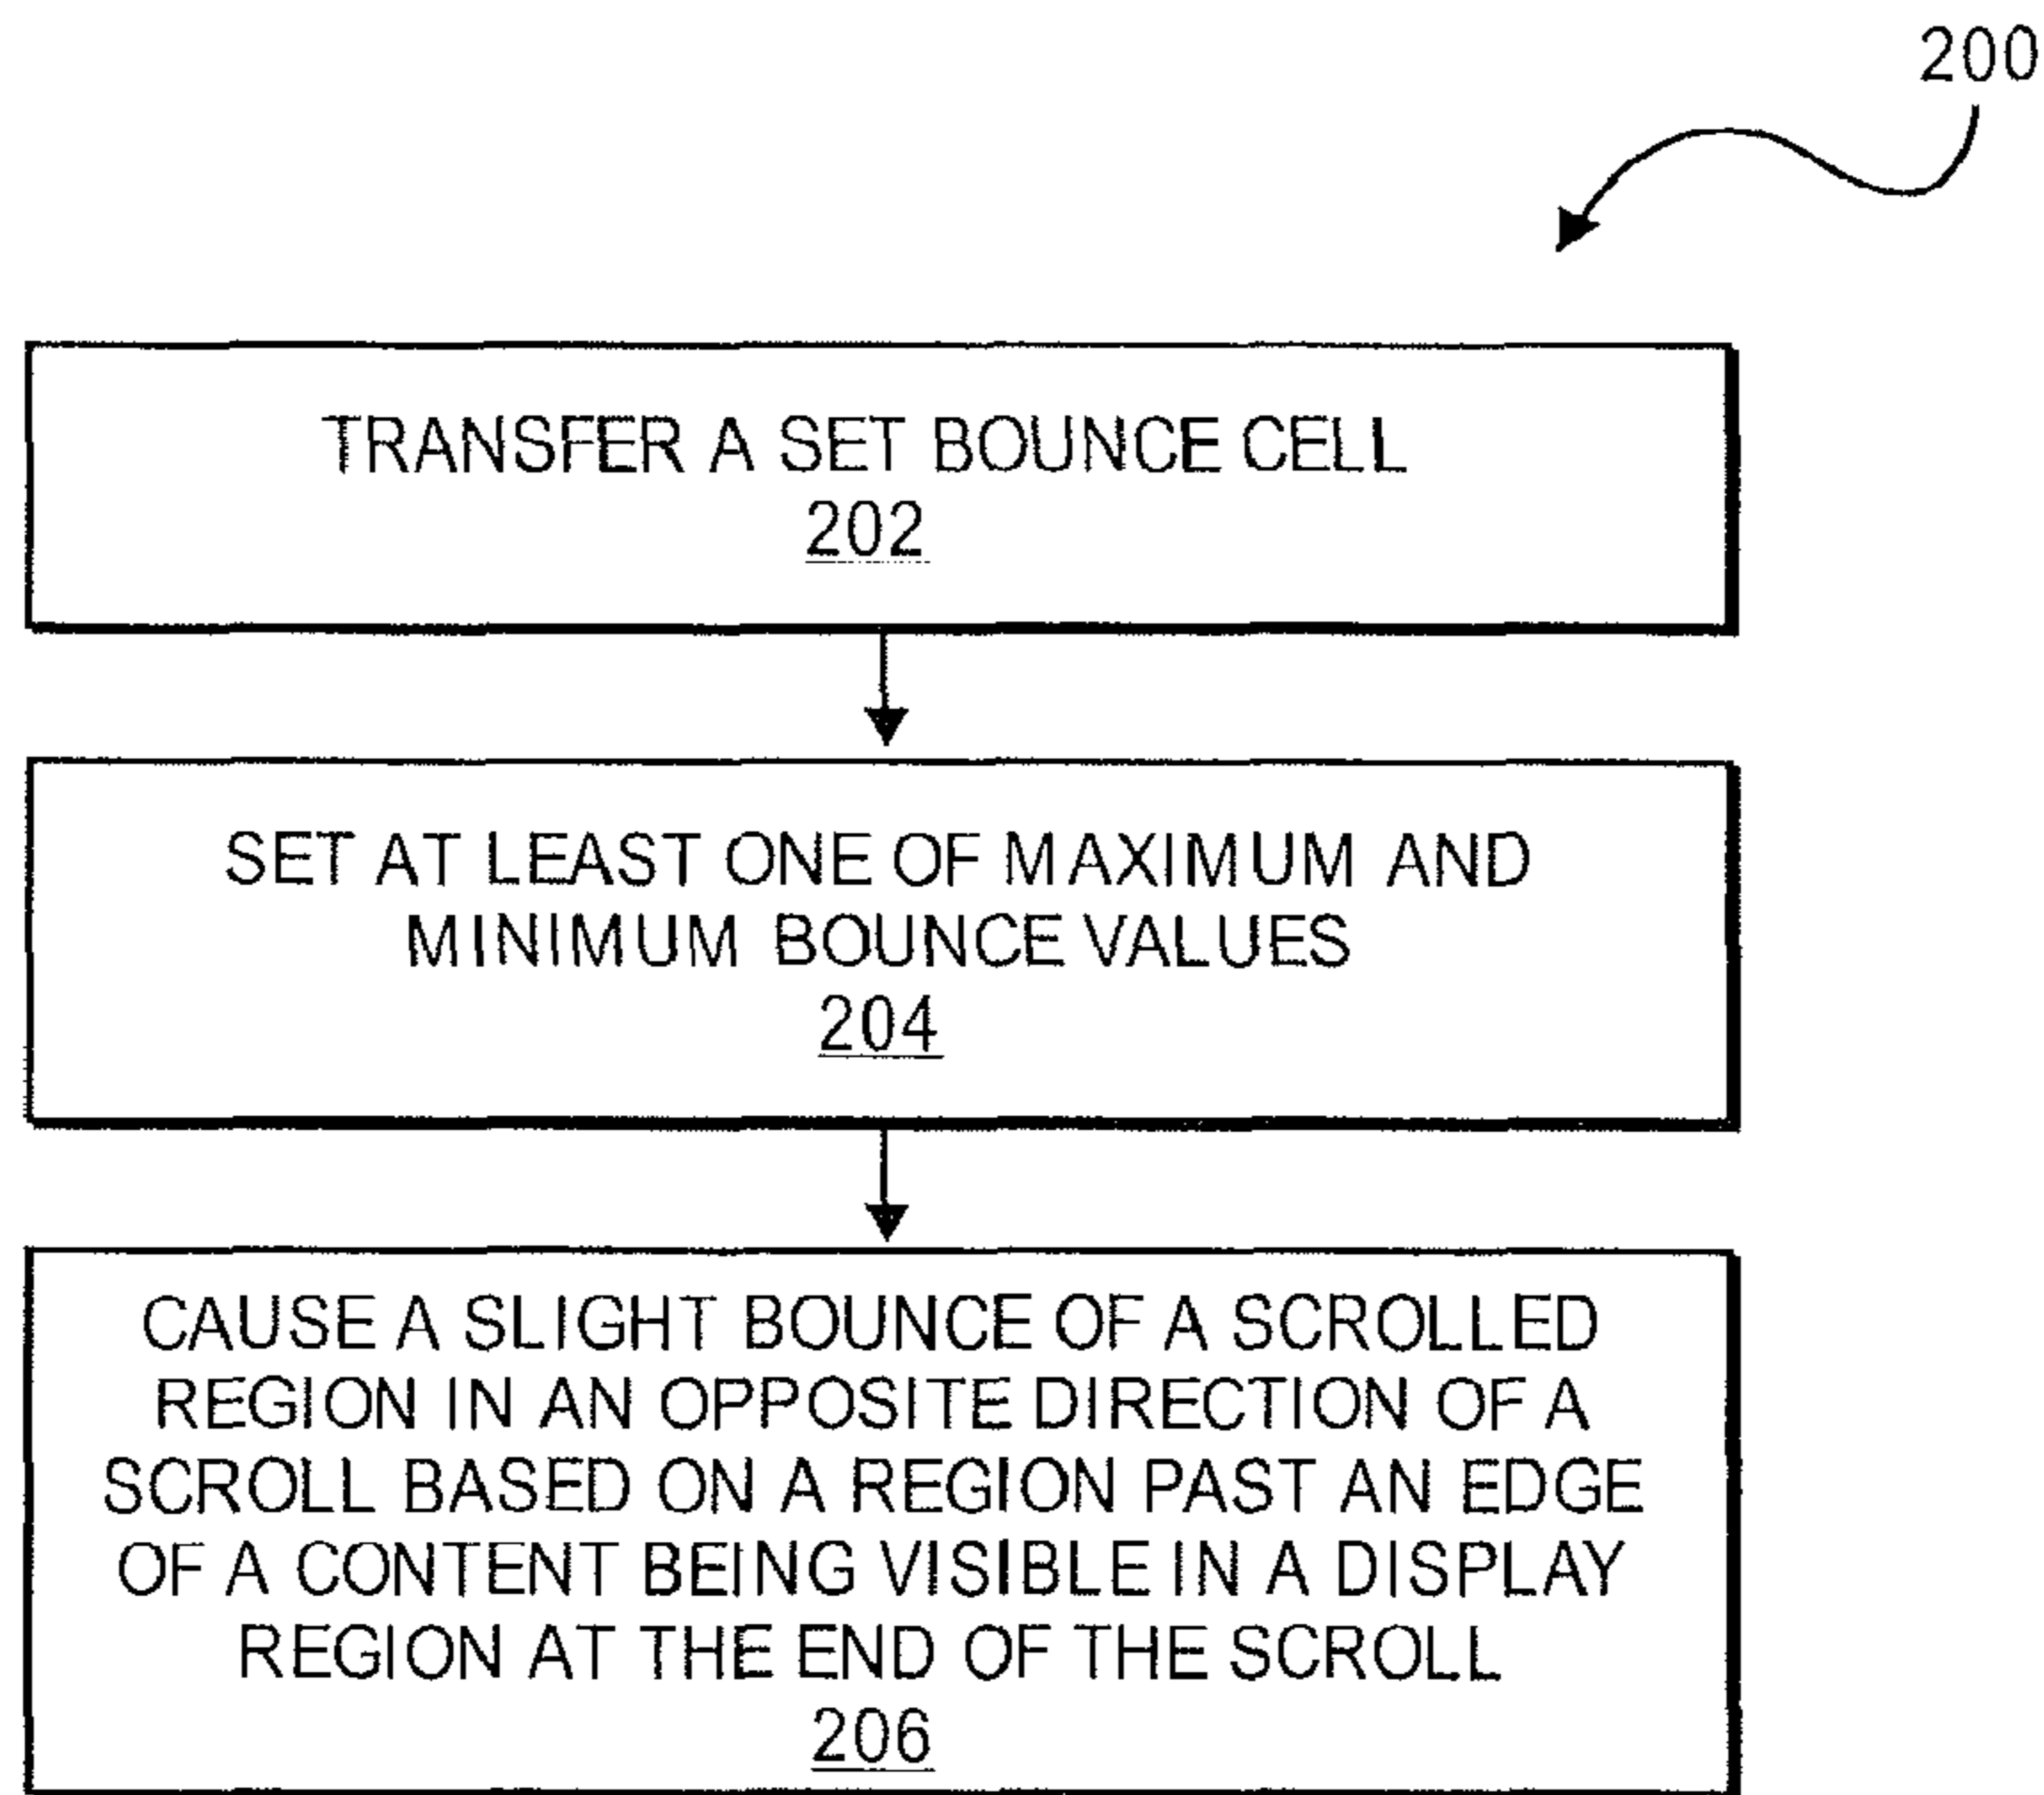 200
TRANSFER A SET BOUNCE CELL
202
SET AT LEAST ONE OF MAXIMUM AND
MINIMUM BOUNCE VALUES
204
CAUSE A SLIGHT BOUNCE OF A SCROLLED
REGION IN AN OPPOSITE DIRECTION OF A
SCROLL BASED ON A REGION PAST AN EDGE
OF A CONTENT BEING VISIBLE IN A DISPLAY
REGION AT THE END OF THE SCROLL
206